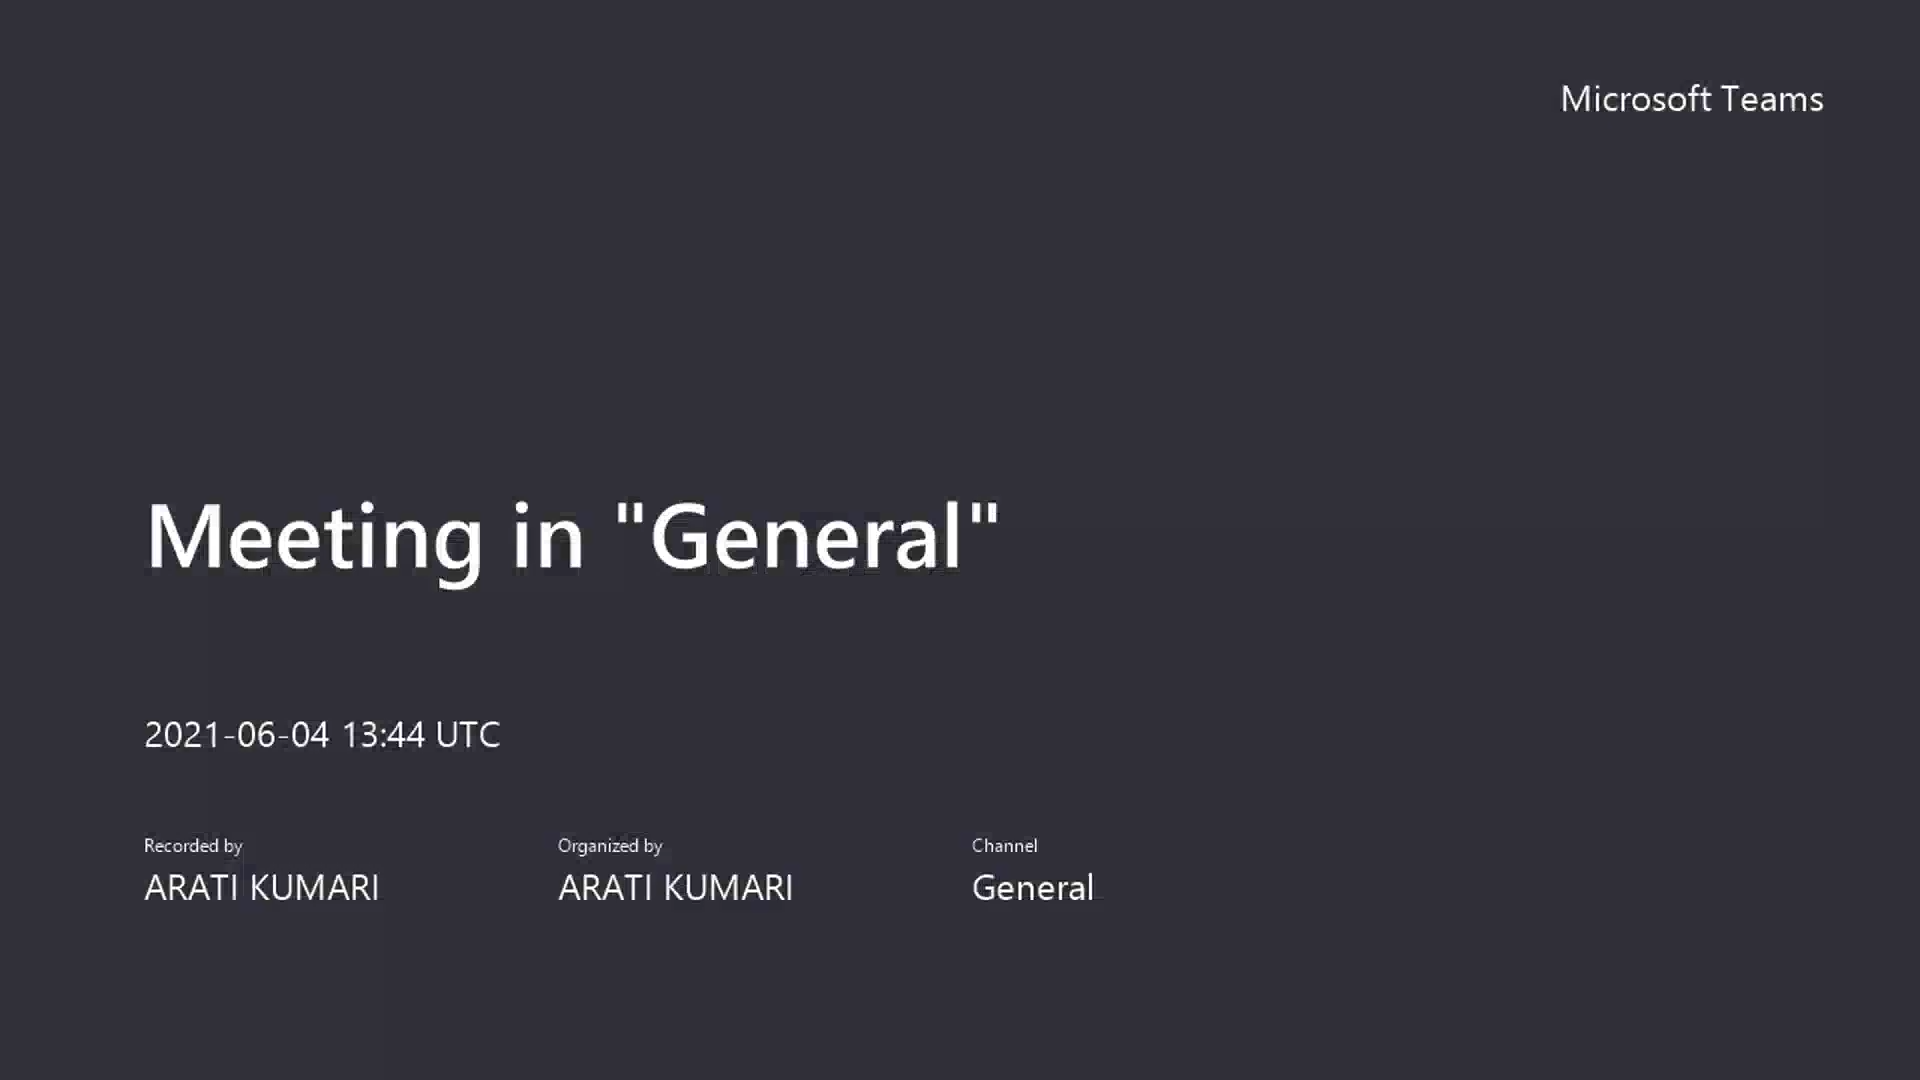 Microsoft Teams
Meeting in "General"
2021-06-04 13:44 UTC
Recorded by
ARATI KUMARI
Organized by
ARATI KUMARI
Channel
General